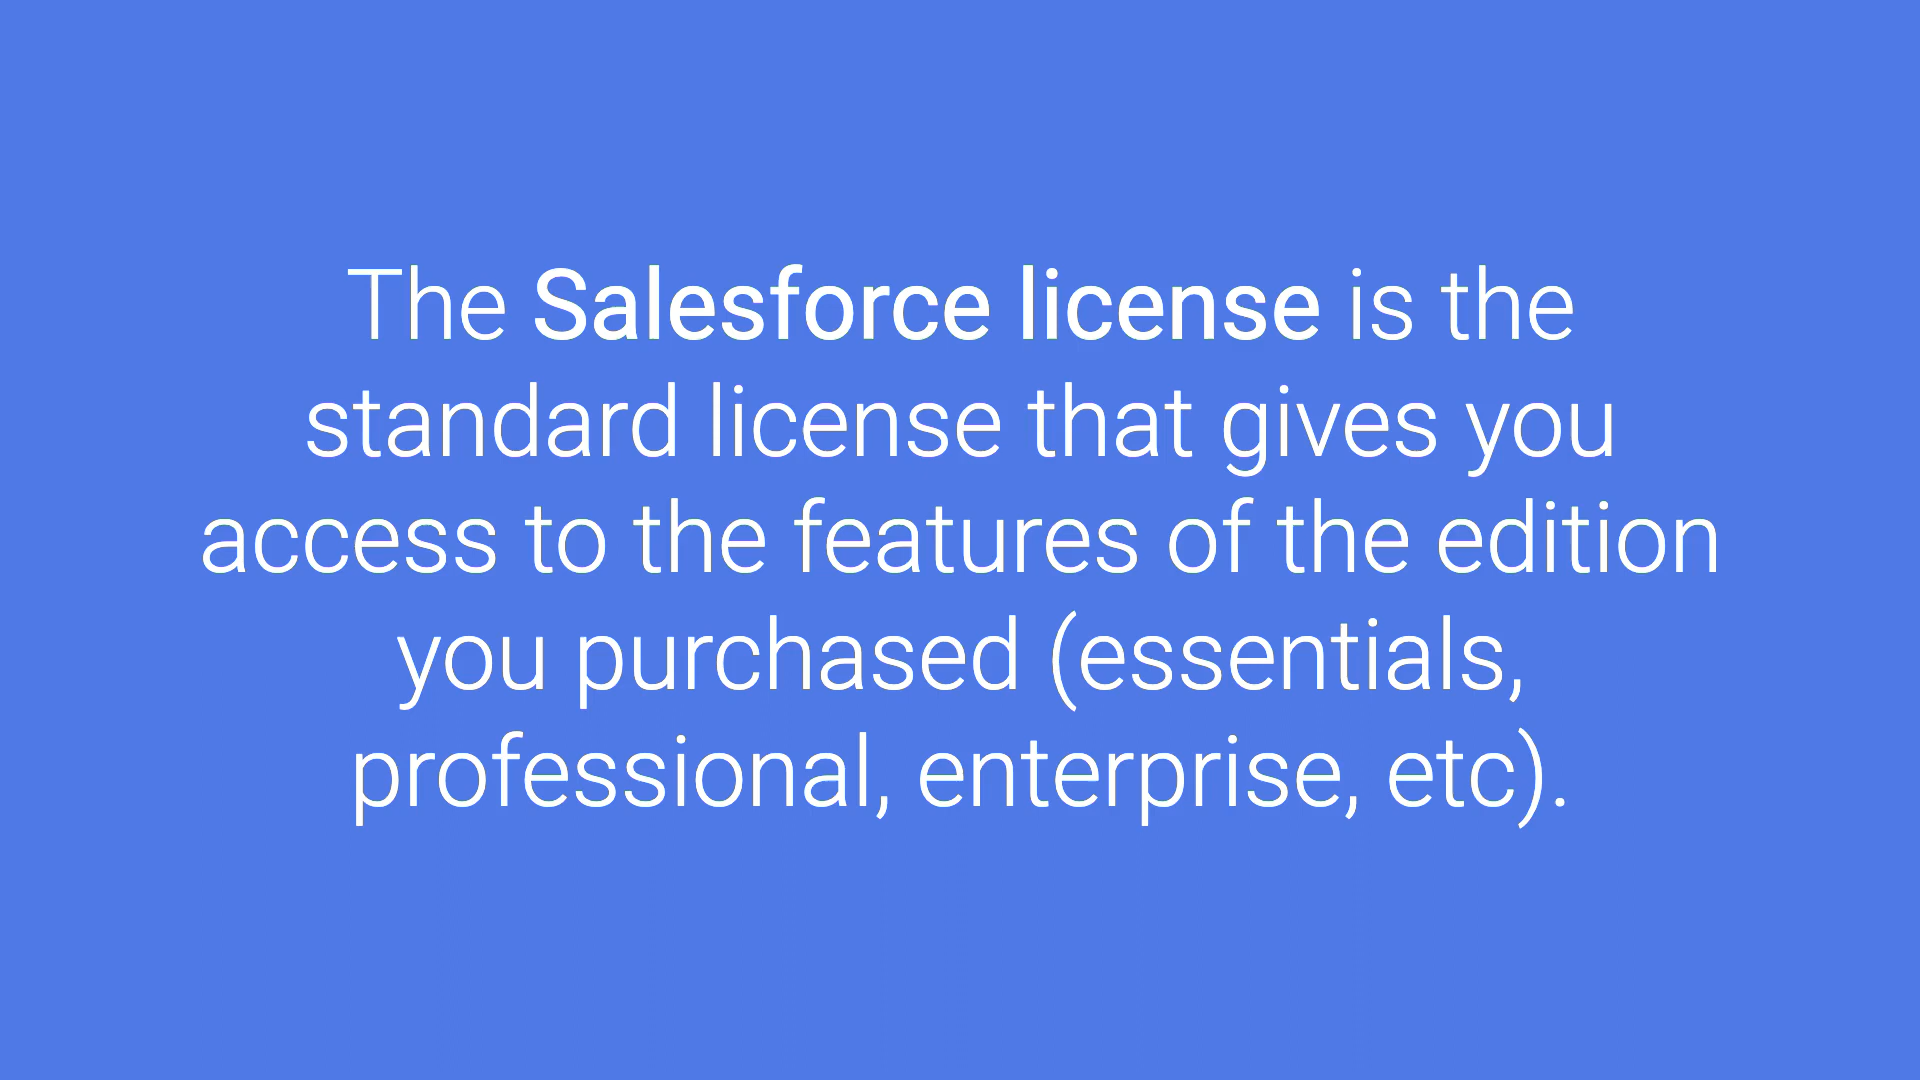 The Salesforce license is the
standard license that gives you
access to the features of the edition
you purchased (essentials,
professional, enterprise, etc).